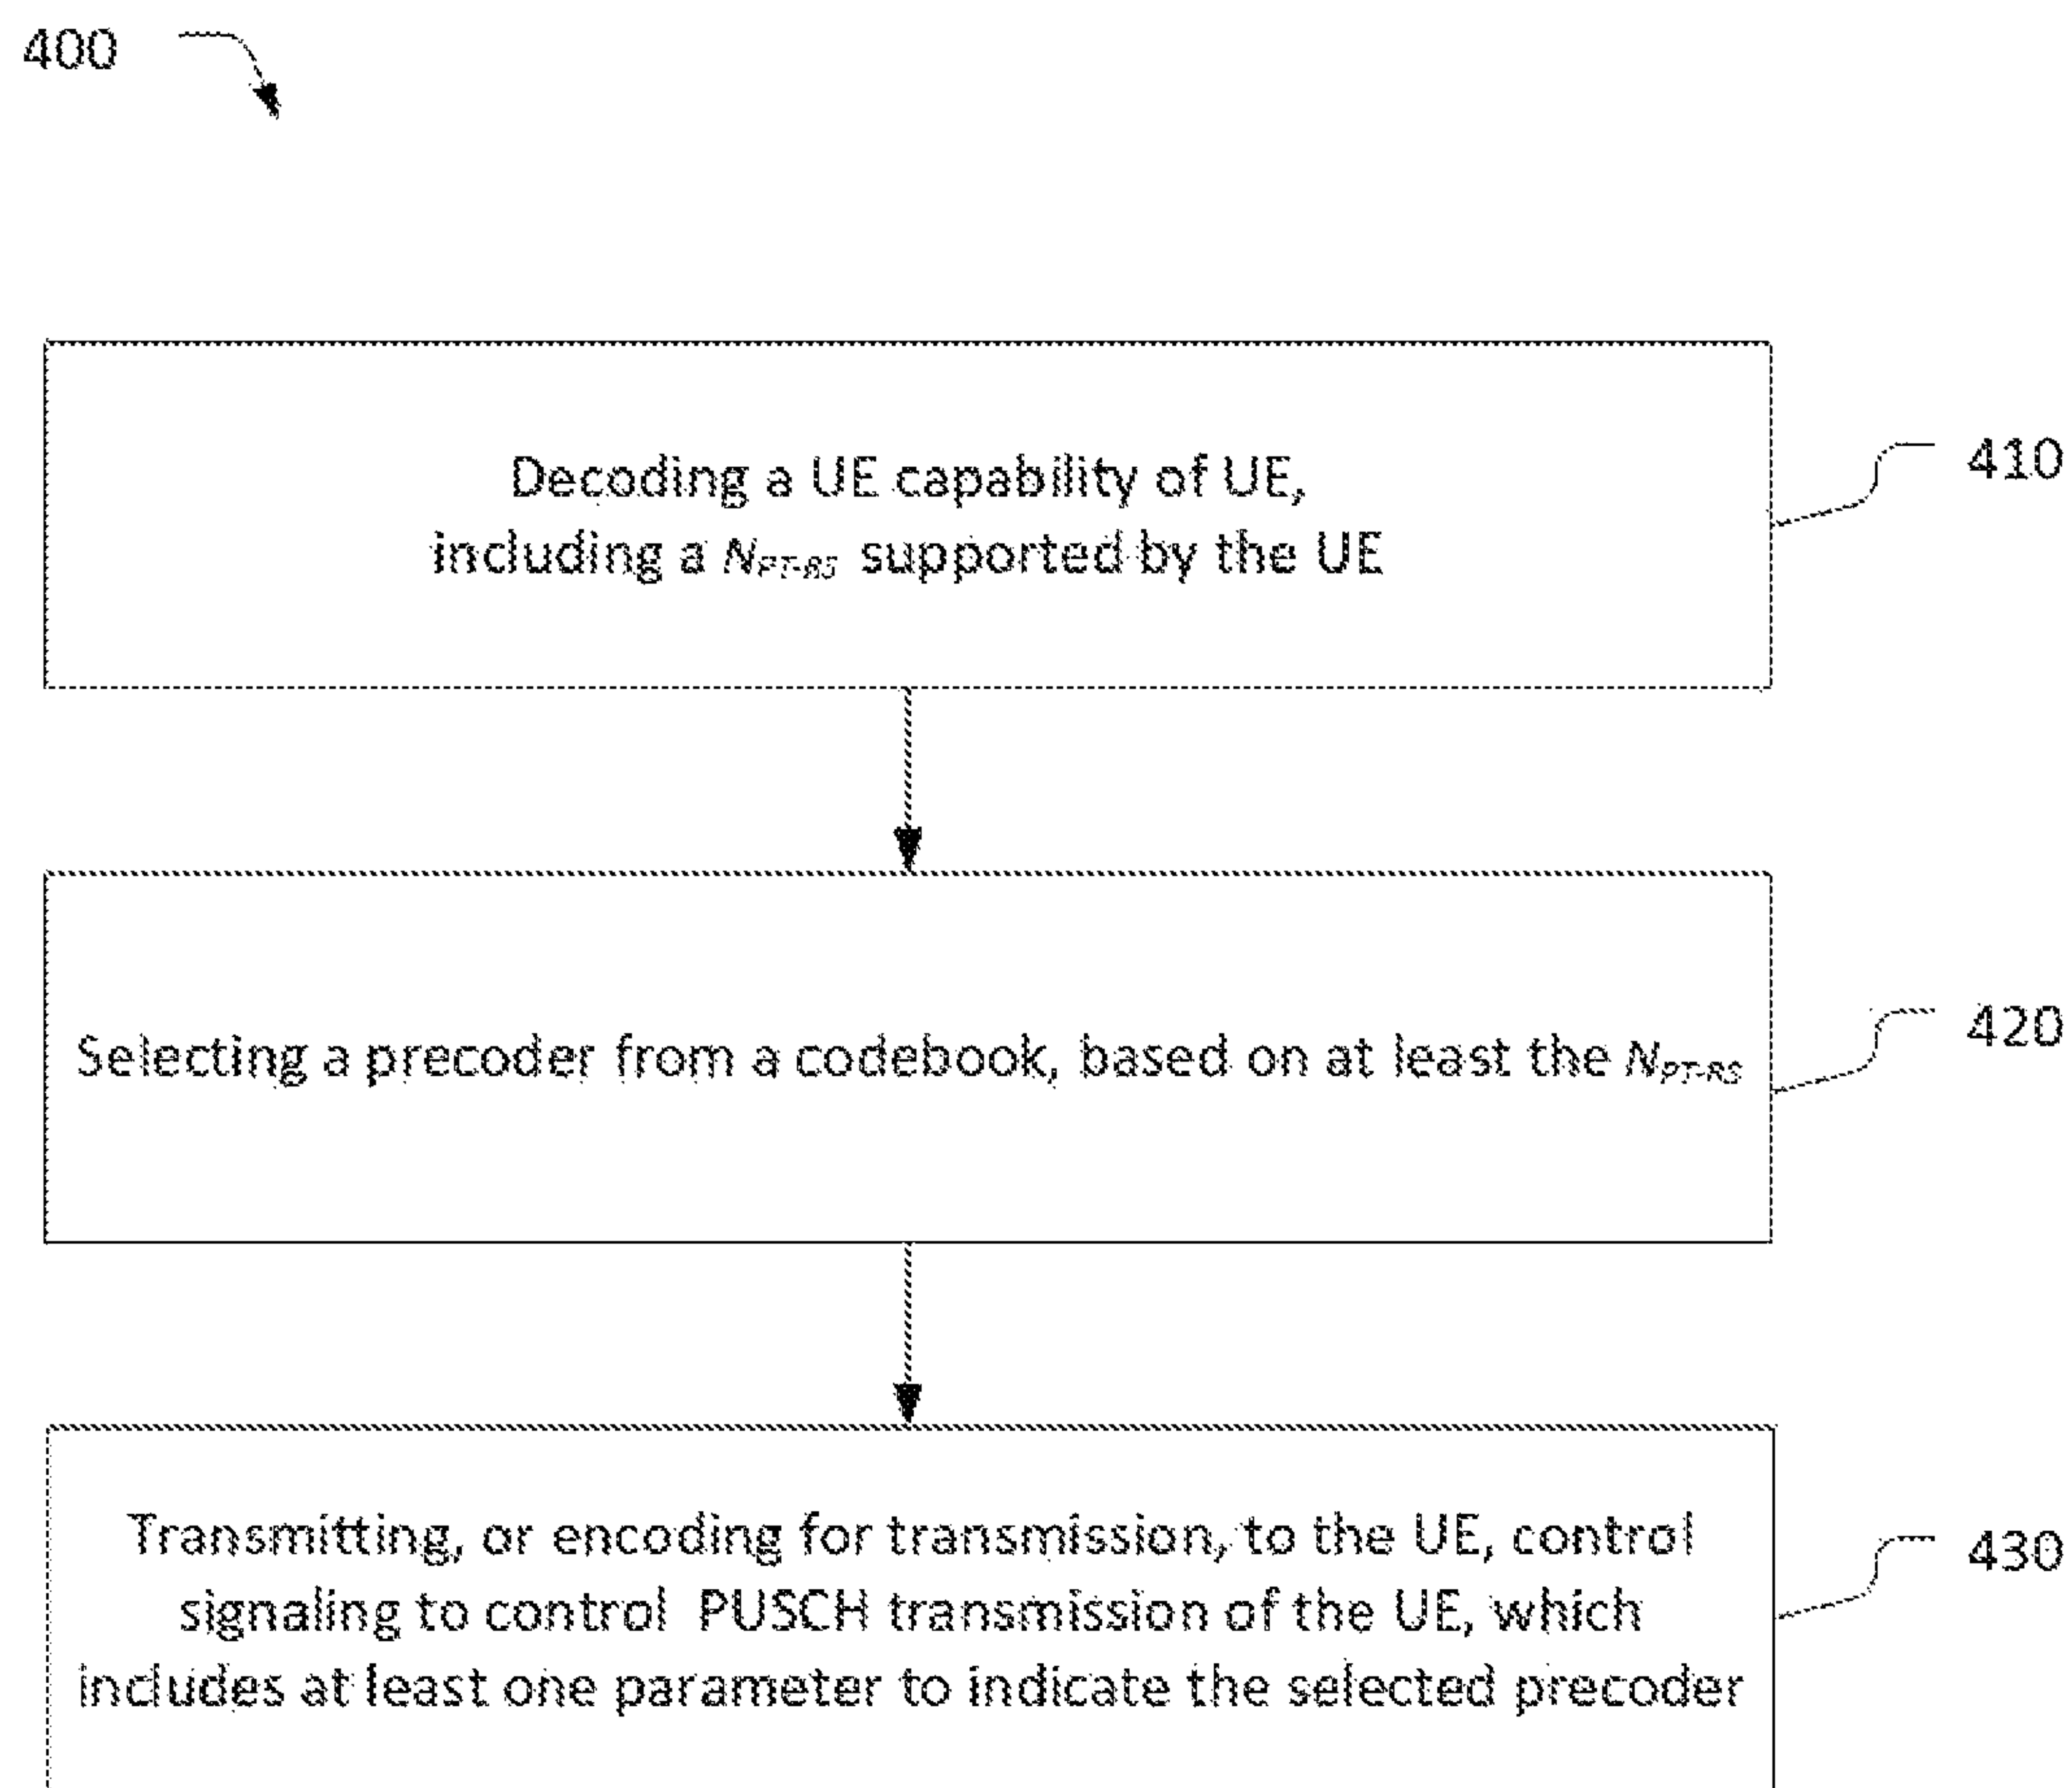 400
Decoding a UE capability of UE,
including a N_PT-RS supported by the UE
410
Selecting a precoder from a codebook, based on at least the N_PT-RS
420
Transmitting, or encoding for transmission, to the UE, control
signaling to control PUSCH transmission of the UE, which
includes at least one parameter to indicate the selected precoder
430